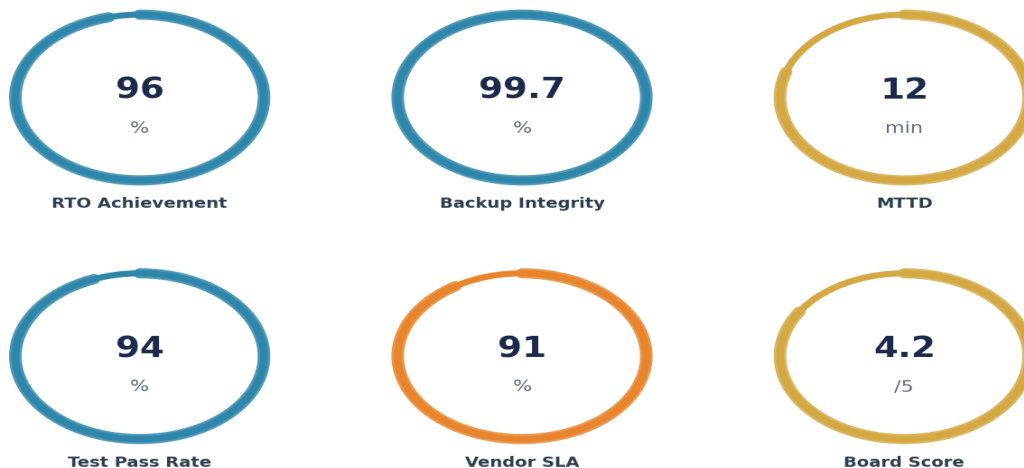 96
%
RTO Achievement
99.7
%
Backup Integrity
12
min
MTTD
94
%
Test Pass Rate
91
%
Vendor SLA
4.2
/5
Board Score